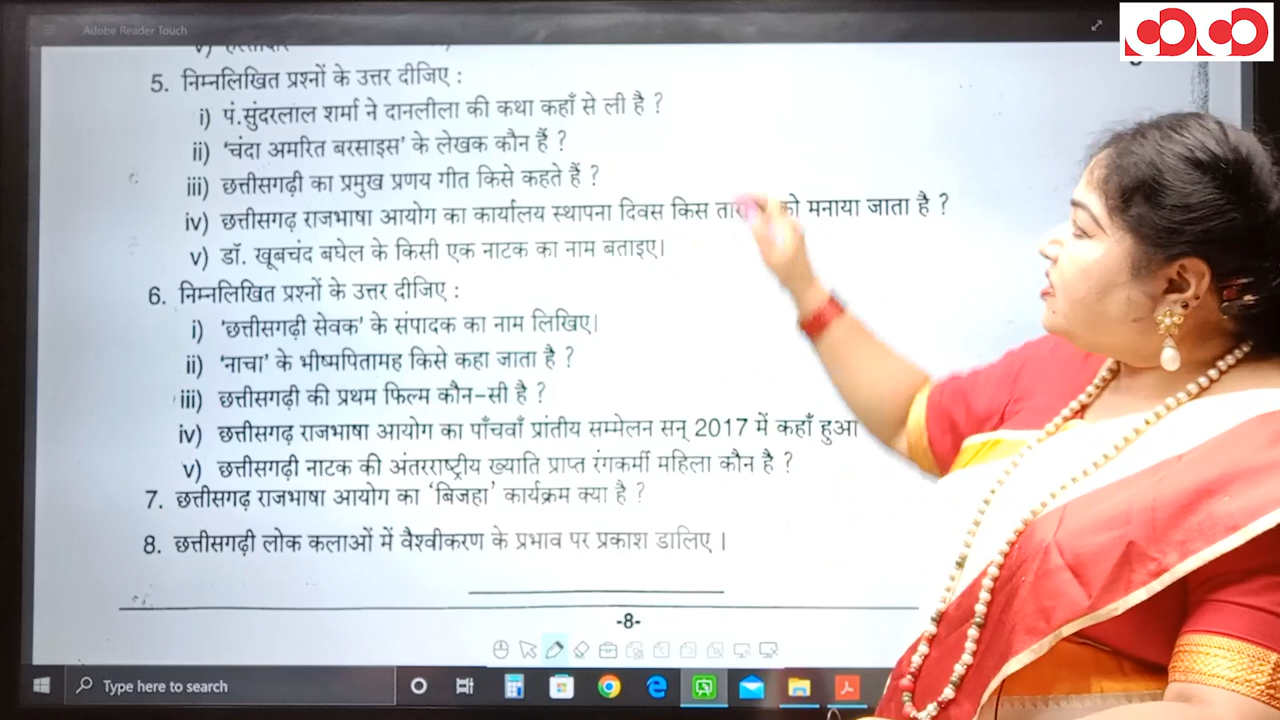 Adobe Reader Touch
v) हस्ताक्षर
5. निम्नलिखित प्रश्नों के उत्तर दीजिए :
i) पं.सुंदरलाल शर्मा ने दानलीला की कथा कहाँ से ली है ?
ii) 'चंदा अमरित बरसाइस' के लेखक कौन हैं ?
iii) छत्तीसगढ़ी का प्रमुख प्रणय गीत किसे कहते हैं ?
iv) छत्तीसगढ़ राजभाषा आयोग का कार्यालय स्थापना दिवस किस को मनाया जाता है ?
v) डॉ. खूबचंद बघेल के किसी एक नाटक का नाम बताइए।
6. निम्नलिखित प्रश्नों के उत्तर दीजिए :
i) 'छत्तीसगढ़ी सेवक' के संपादक का नाम लिखिए।
ii) 'नाचा' के भीष्मपितामह किसे कहा जाता है ?
iii) छत्तीसगढ़ी की प्रथम फिल्म कौन-सी है ?
iv) छत्तीसगढ़ राजभाषा आयोग का पाँचवाँ प्रांतीय सम्मेलन सन् 2017 में कहाँ हुआ
v) छत्तीसगढ़ी नाटक की अंतरराष्ट्रीय ख्याति प्राप्त रंगकर्मी महिला कौन है ?
7. छत्तीसगढ़ राजभाषा आयोग का 'बिजहा' कार्यक्रम क्या है ?
8. छत्तीसगढ़ी लोक कलाओं में वैश्वीकरण के प्रभाव पर प्रकाश डालिए ।
-8-
Type here to search